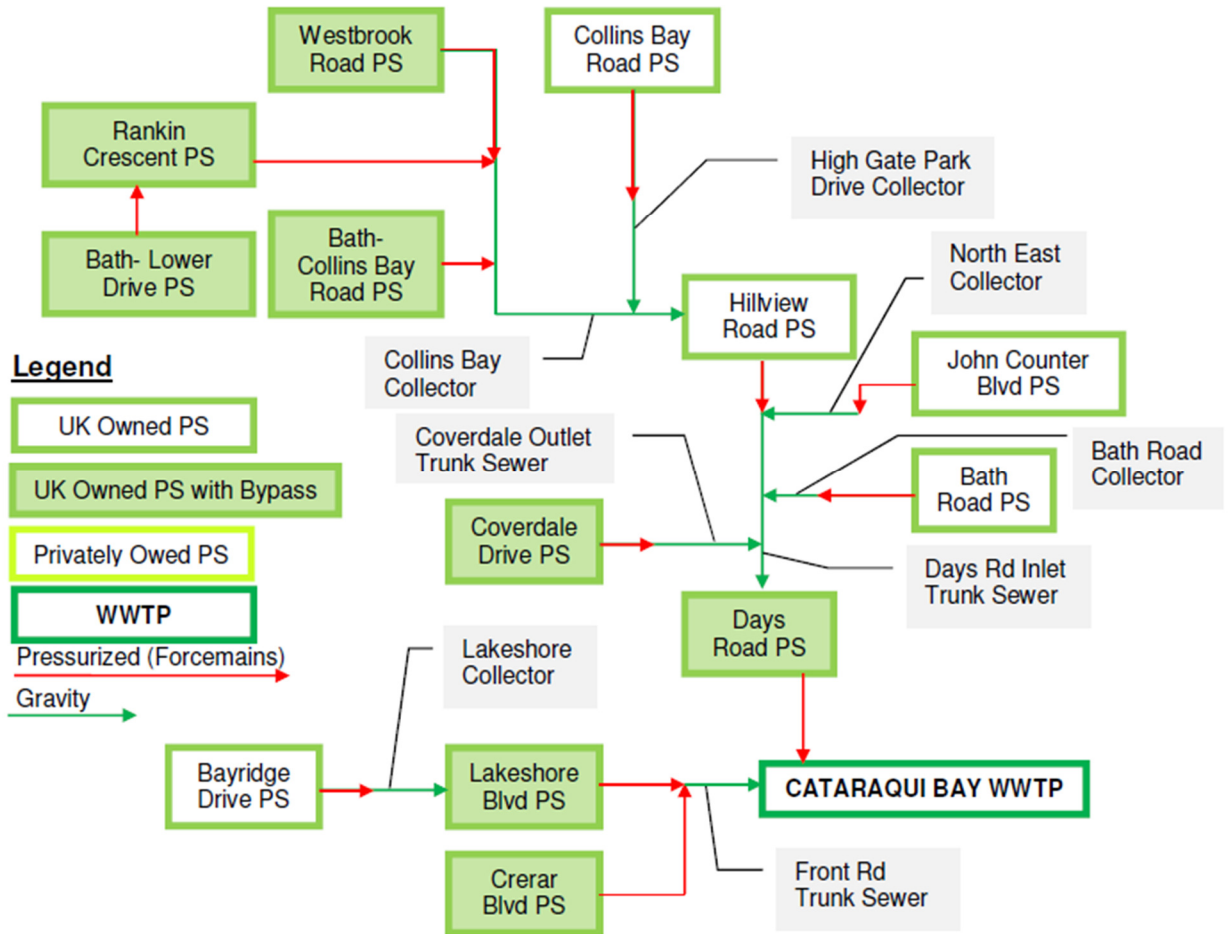 Westbrook
Road PS
Collins Bay
Road PS
Rankin
Crescent PS
High Gate Park
Drive Collector
Bath- Lower
Drive PS
Bath-
Collins Bay
Road PS
North East
Collector
Hillview
Road PS
Collins Bay
Collector
John Counter
Blvd PS
Legend
UK Owned PS
UK Owned PS with Bypass
Privately Owed PS
WWTP
Pressurized (Forcemains)
Gravity
Coverdale Outlet
Trunk Sewer
Bath Road
Collector
Bath
Road PS
Coverdale
Drive PS
Days Rd Inlet
Trunk Sewer
Days
Road PS
Lakeshore
Collector
Bayridge
Drive PS
Lakeshore
Blvd PS
CATARAQUI BAY WWTP
Crerar
Blvd PS
Front Rd
Trunk Sewer